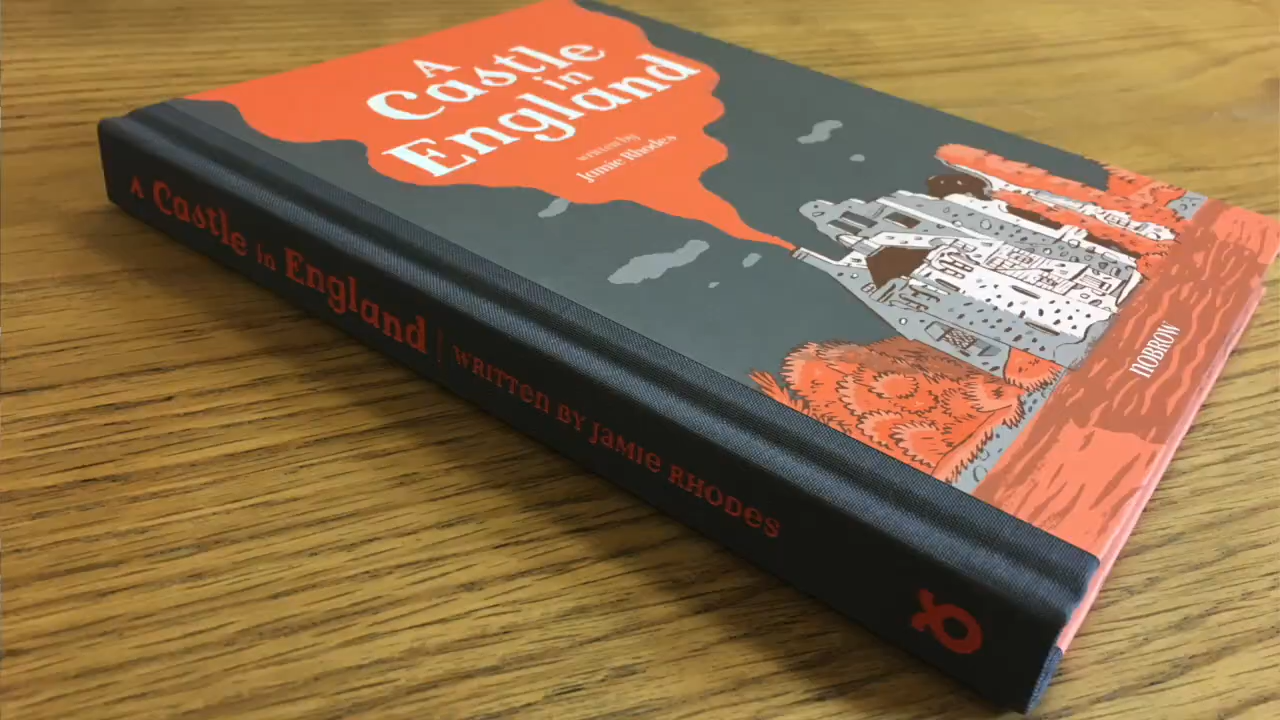 A
Castle
in
England
written by
Jamie Rhodes
NOBROW
A Castle in England | WRITTEN BY JAMIE RHODES